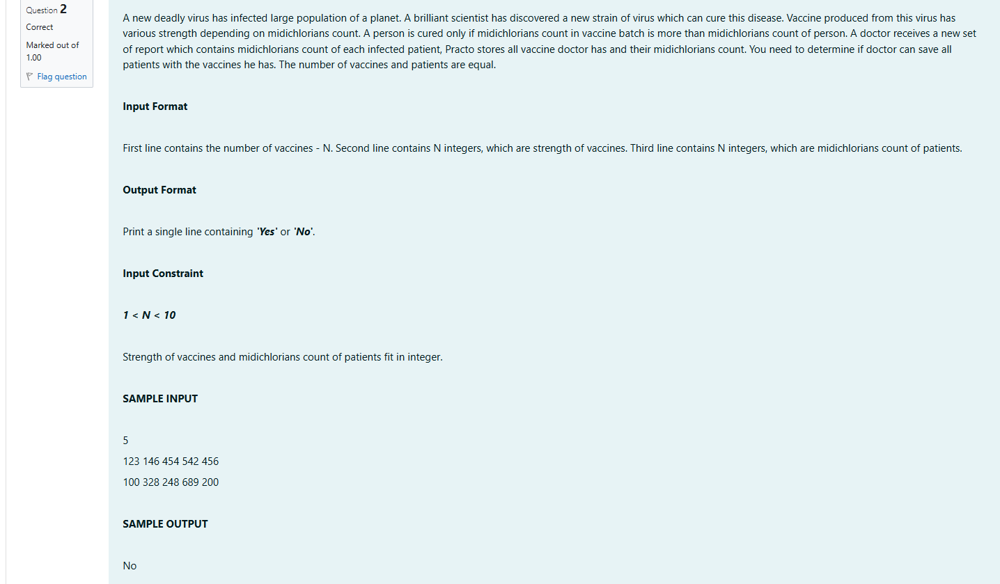 Question 2
Correct
Marked out of
1.00
Flag question
A new deadly virus has infected large population of a planet. A brilliant scientist has discovered a new strain of virus which can cure this disease. Vaccine produced from this virus has
various strength depending on midichlorians count. A person is cured only if midichlorians count in vaccine batch is more than midichlorians count of person. A doctor receives a new set
of report which contains midichlorians count of each infected patient, Practo stores all vaccine doctor has and their midichlorians count. You need to determine if doctor can save all
patients with the vaccines he has. The number of vaccines and patients are equal.
Input Format
First line contains the number of vaccines - N. Second line contains N integers, which are strength of vaccines. Third line contains N integers, which are midichlorians count of patients.
Output Format
Print a single line containing 'Yes' or 'No'.
Input Constraint
1 < N < 10
Strength of vaccines and midichlorians count of patients fit in integer.
SAMPLE INPUT
5
123 146 454 542 456
100 328 248 689 200
SAMPLE OUTPUT
No